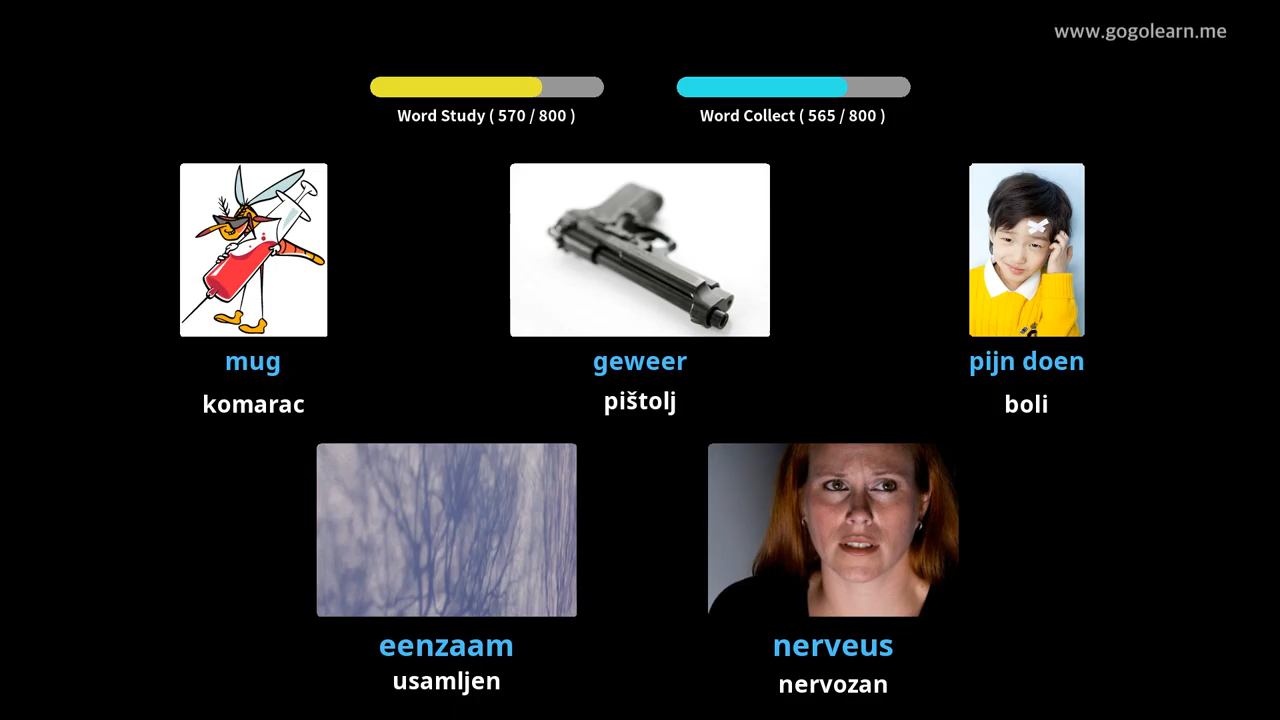 www.gogolearn.me
Word Study ( 570 / 800 )
Word Collect ( 565 / 800 )
mug
geweer
pijn doen
komarac
pištolj
boli
eenzaam
nerveus
usamljen
nervozan